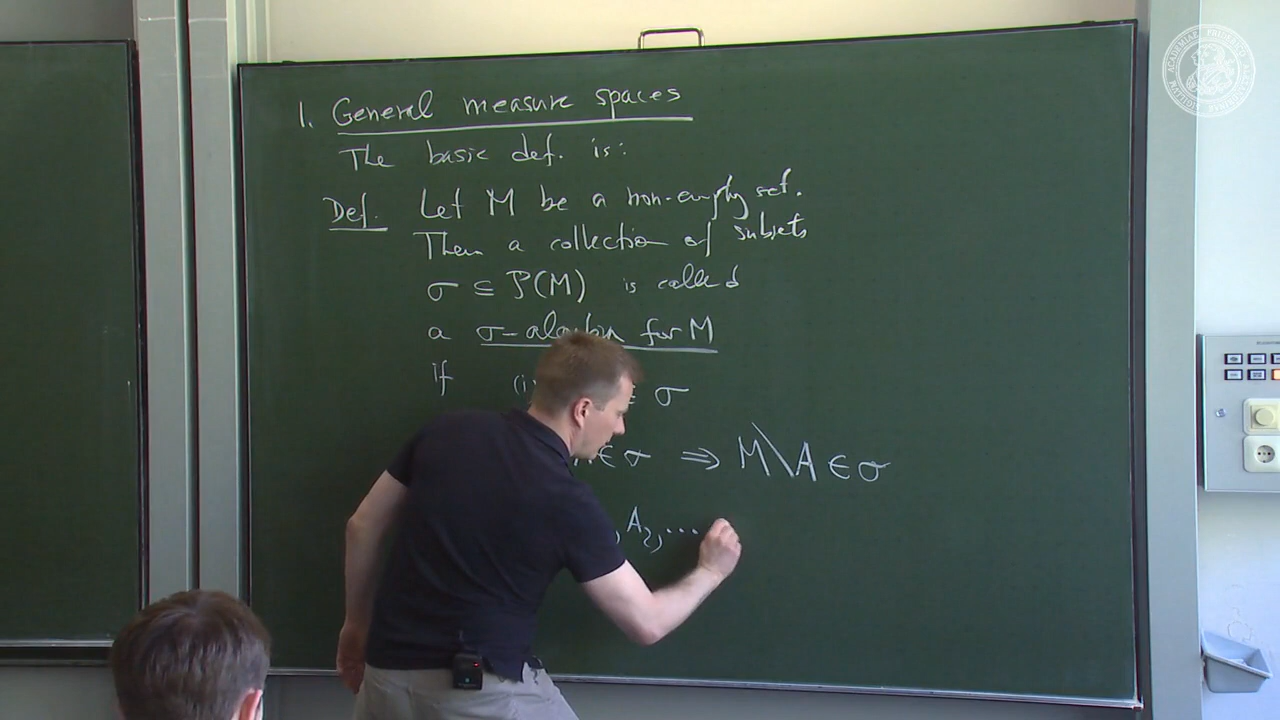 1. General measure spaces
The basic def. is:
Def. Let M be a non-empty set.
Then a collection of subsets
σ ⊆ P(M) is called
a σ-algebra for M
if (i) ∈ σ
∈ σ ⇒ M\A ∈ σ
, A₂, ...